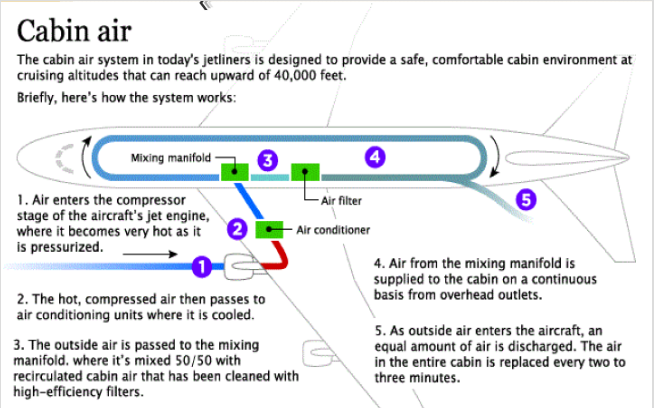 Cabin air
The cabin air system in today's jetliners is designed to provide a safe, comfortable cabin environment at
cruising altitudes that can reach upward of 40,000 feet.
Briefly, here's how the system works:
Mixing manifold
3
4
Air filter
5
1. Air enters the compressor
stage of the aircraft's jet engine,
where it becomes very hot as it
is pressurized.
2
Air conditioner
1
2. The hot, compressed air then passes to
air conditioning units where it is cooled.
3. The outside air is passed to the mixing
manifold. where it's mixed 50/50 with
recirculated cabin air that has been cleaned with
high-efficiency filters.
4. Air from the mixing manifold is
supplied to the cabin on a continuous
basis from overhead outlets.
5. As outside air enters the aircraft, an
equal amount of air is discharged. The air
in the entire cabin is replaced every two to
three minutes.